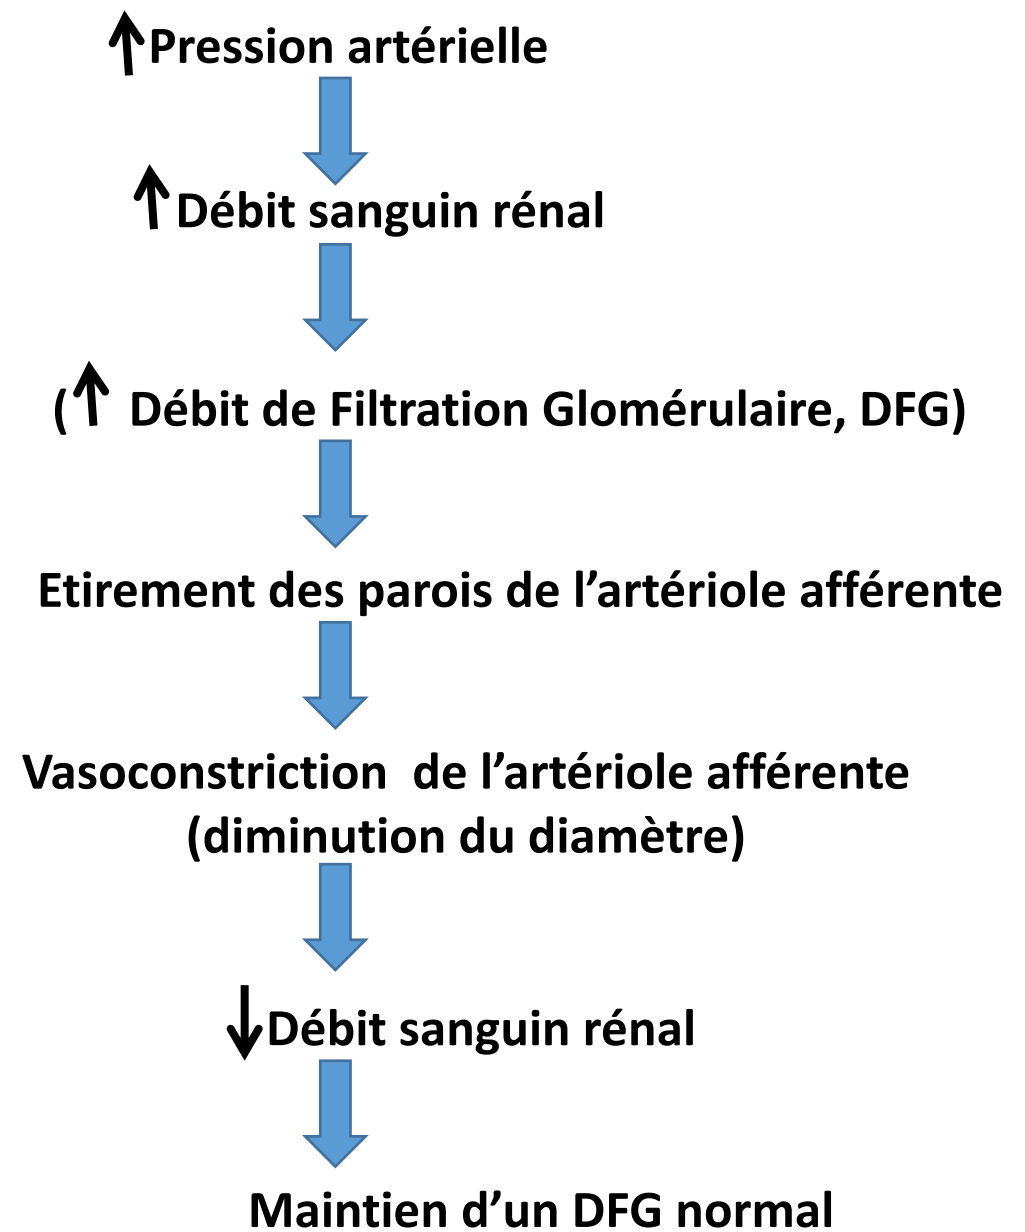 ↑Pression artérielle
↑Débit sanguin rénal
(↑ Débit de Filtration Glomérulaire, DFG)
Etirement des parois de l’artériole afférente
Vasoconstriction de l’artériole afférente
(diminution du diamètre)
↓Débit sanguin rénal
Maintien d’un DFG normal